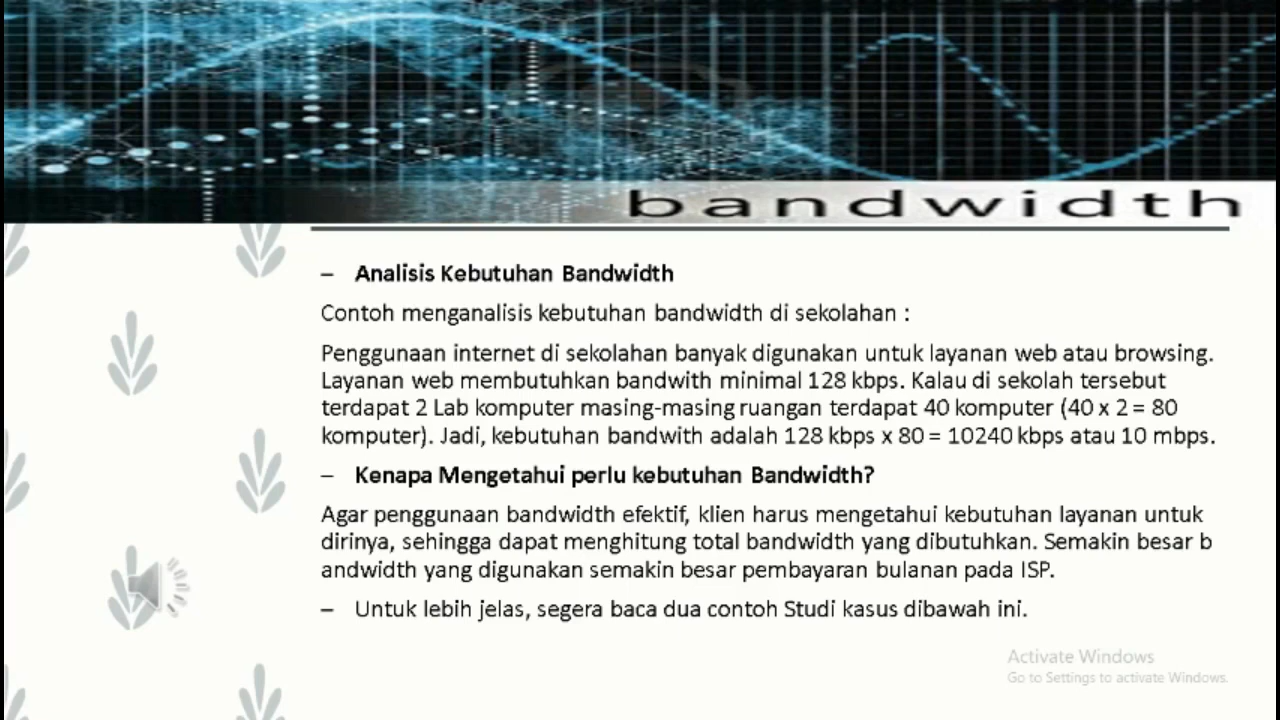 bandwidth
– Analisis Kebutuhan Bandwidth
Contoh menganalisis kebutuhan bandwidth di sekolahan :
Penggunaan internet di sekolahan banyak digunakan untuk layanan web atau browsing.
Layanan web membutuhkan bandwith minimal 128 kbps. Kalau di sekolah tersebut
terdapat 2 Lab komputer masing-masing ruangan terdapat 40 komputer (40 x 2 = 80
komputer). Jadi, kebutuhan bandwith adalah 128 kbps x 80 = 10240 kbps atau 10 mbps.
– Kenapa Mengetahui perlu kebutuhan Bandwidth?
Agar penggunaan bandwidth efektif, klien harus mengetahui kebutuhan layanan untuk
dirinya, sehingga dapat menghitung total bandwidth yang dibutuhkan. Semakin besar b
andwidth yang digunakan semakin besar pembayaran bulanan pada ISP.
– Untuk lebih jelas, segera baca dua contoh Studi kasus dibawah ini.
Activate Windows
Go to Settings to activate Windows.